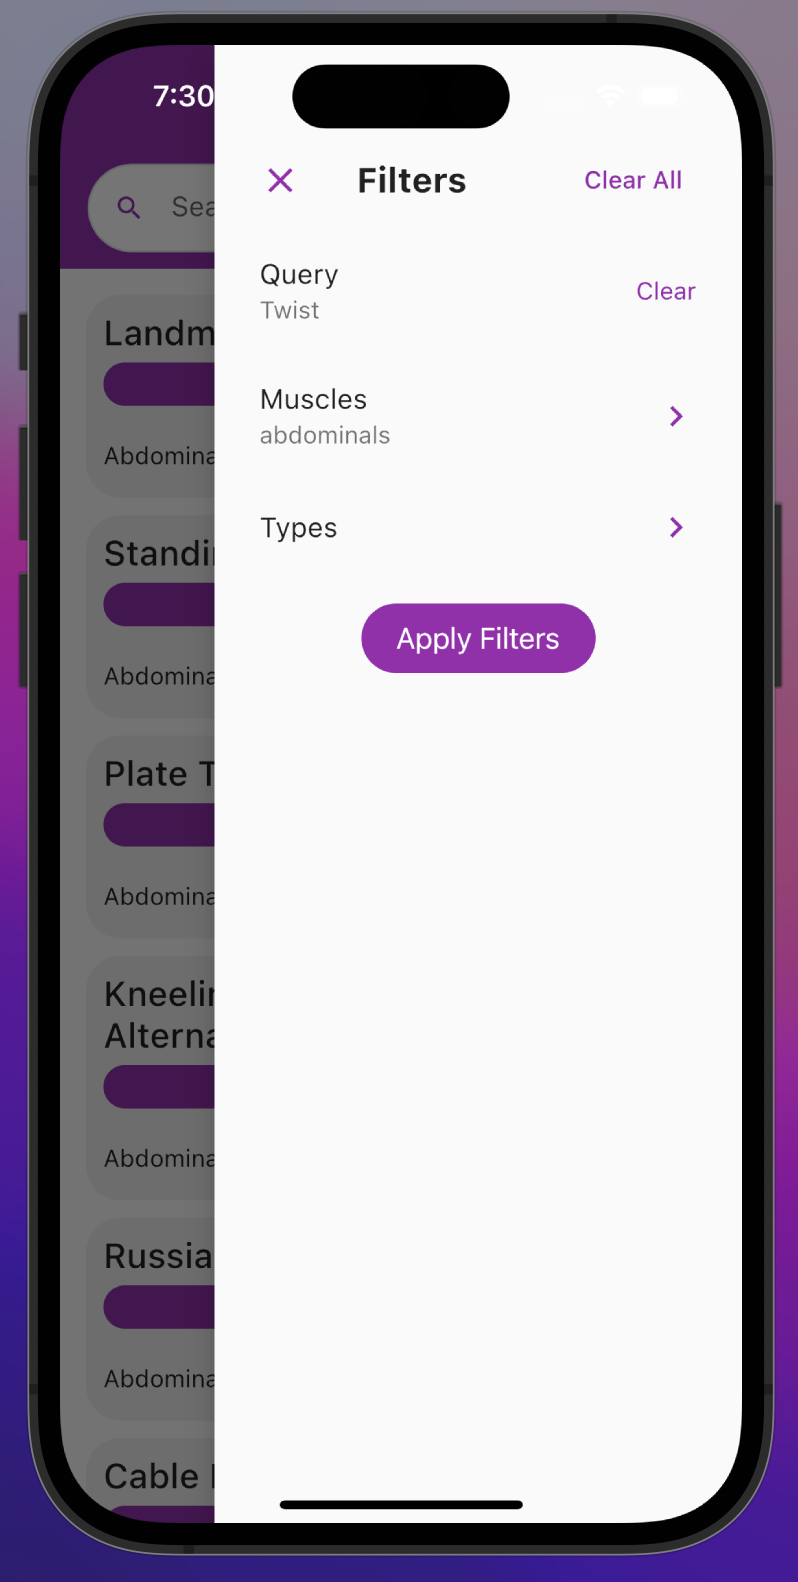 7:30
Sea
Filters
Clear All
Query
Twist
Clear
Muscles
abdominals
Types
Apply Filters
Landm
Abdomina
Standi
Abdomina
Plate T
Abdomina
Kneelin
Alterna
Abdomina
Russia
Abdomina
Cable